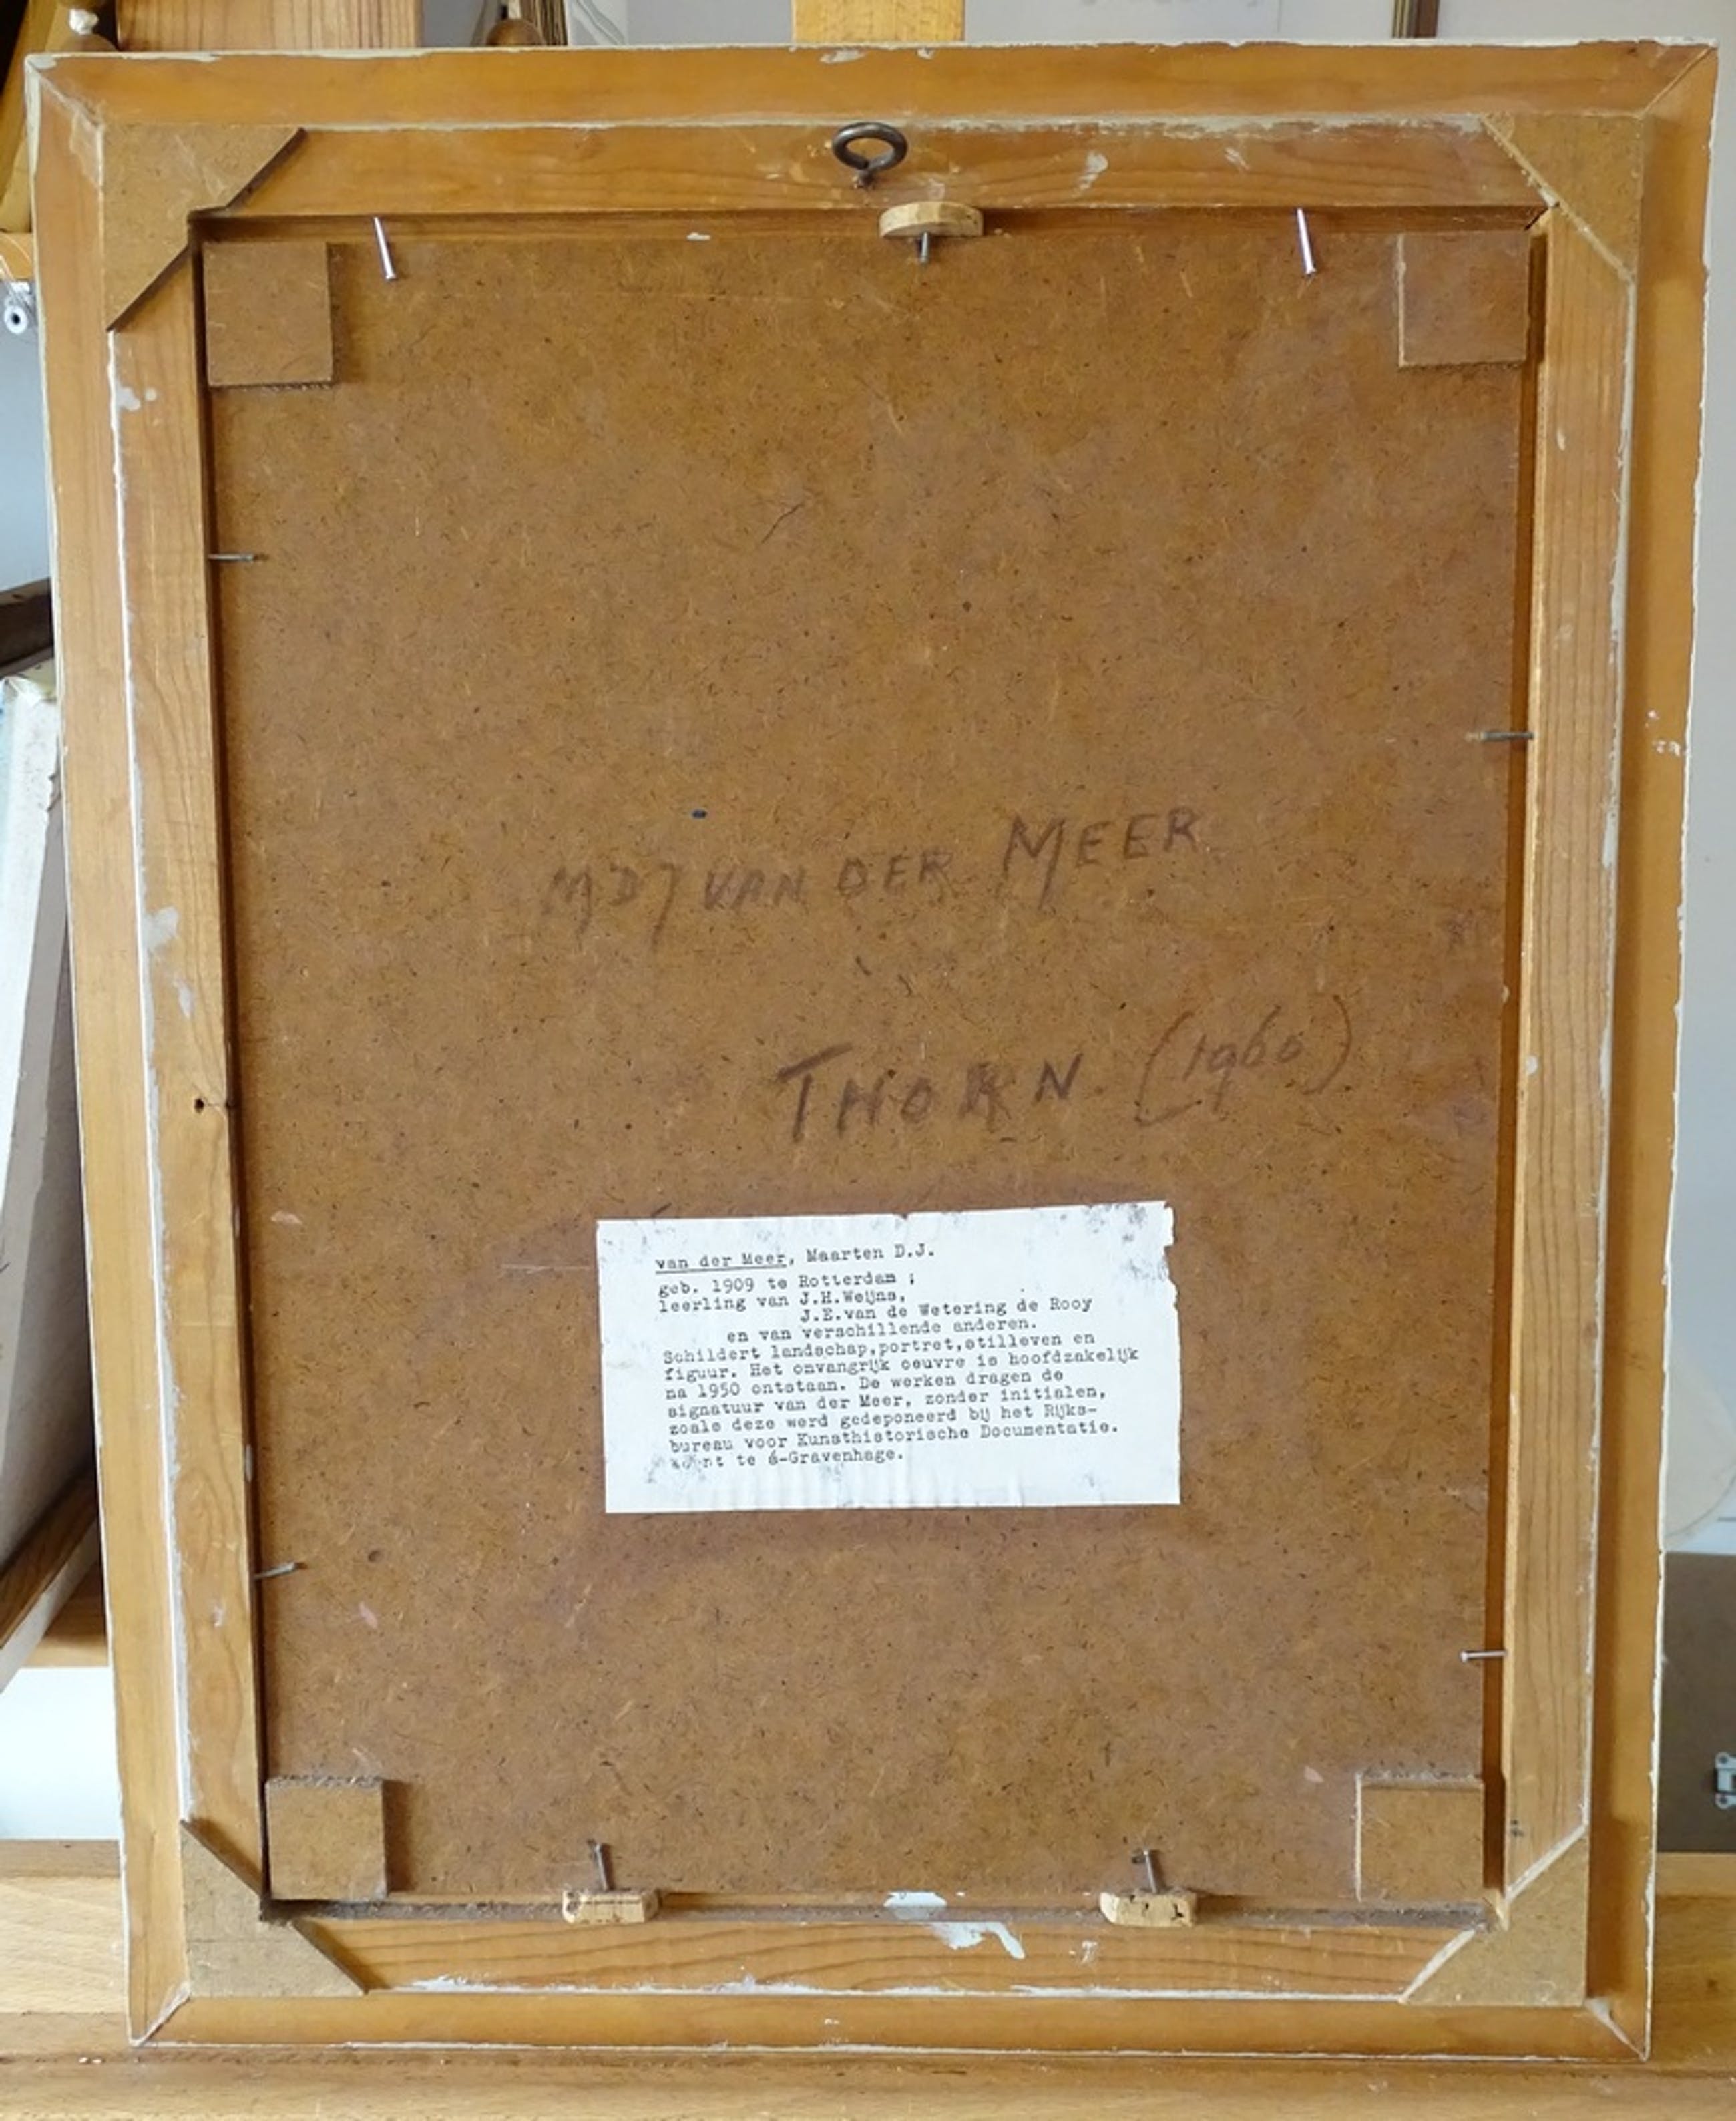 MDJ VAN DER MEER
THORN (1960)
van der Meer, Maarten D.J.
geb. 1909 te Rotterdam ;
leerling van J.H.Weijns,
J.E.van de Wetering de Rooy
en van verschillende anderen.
Schildert landschap,portret,stilleven en
figuur. Het omvangrijk oeuvre is hoofdzakelijk
na 1950 ontstaan. De werken dragen de
signatuur van der Meer, zonder initialen,
zoals deze werd gedeponeerd bij het Rijks-
bureau voor Kunsthistorische Documentatie.
te s-Gravenhage.